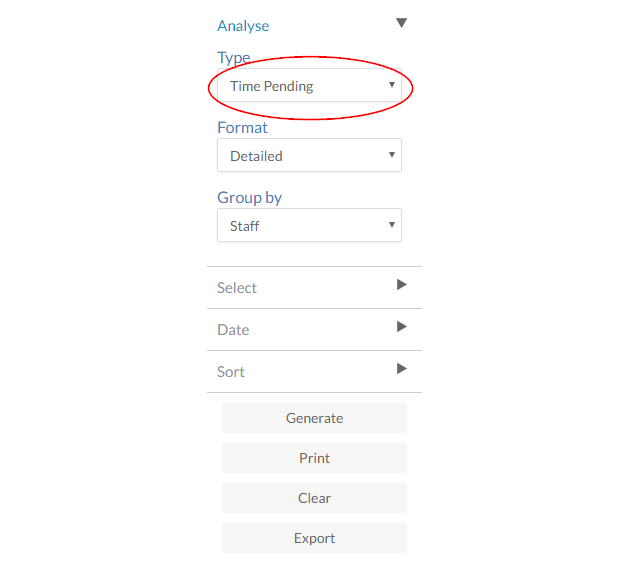 Analyse
Type
Time Pending
Format
Detailed
Group by
Staff
Select
Date
Sort
Generate
Print
Clear
Export